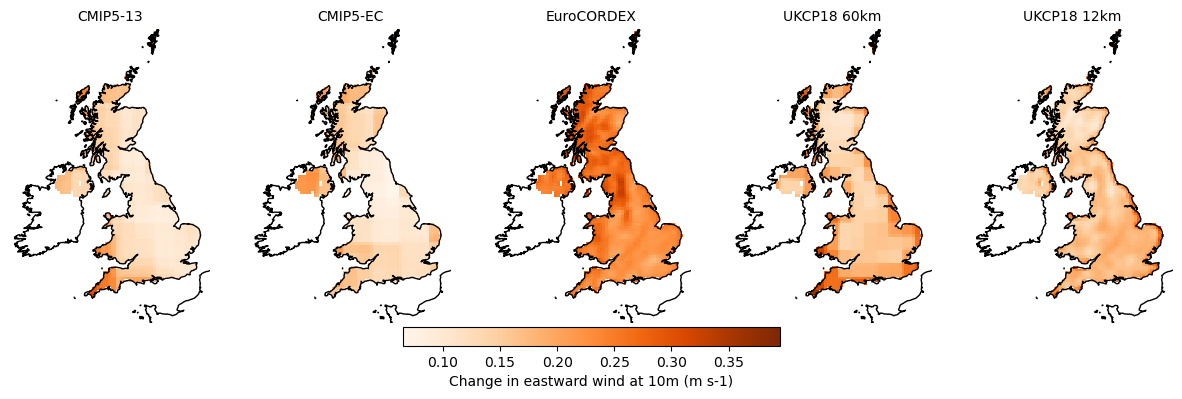 CMIP5-13
CMIP5-EC
EuroCORDEX
UKCP18 60km
UKCP18 12km
0.10
0.15
0.20
0.25
0.30
0.35
Change in eastward wind at 10m (m s-1)